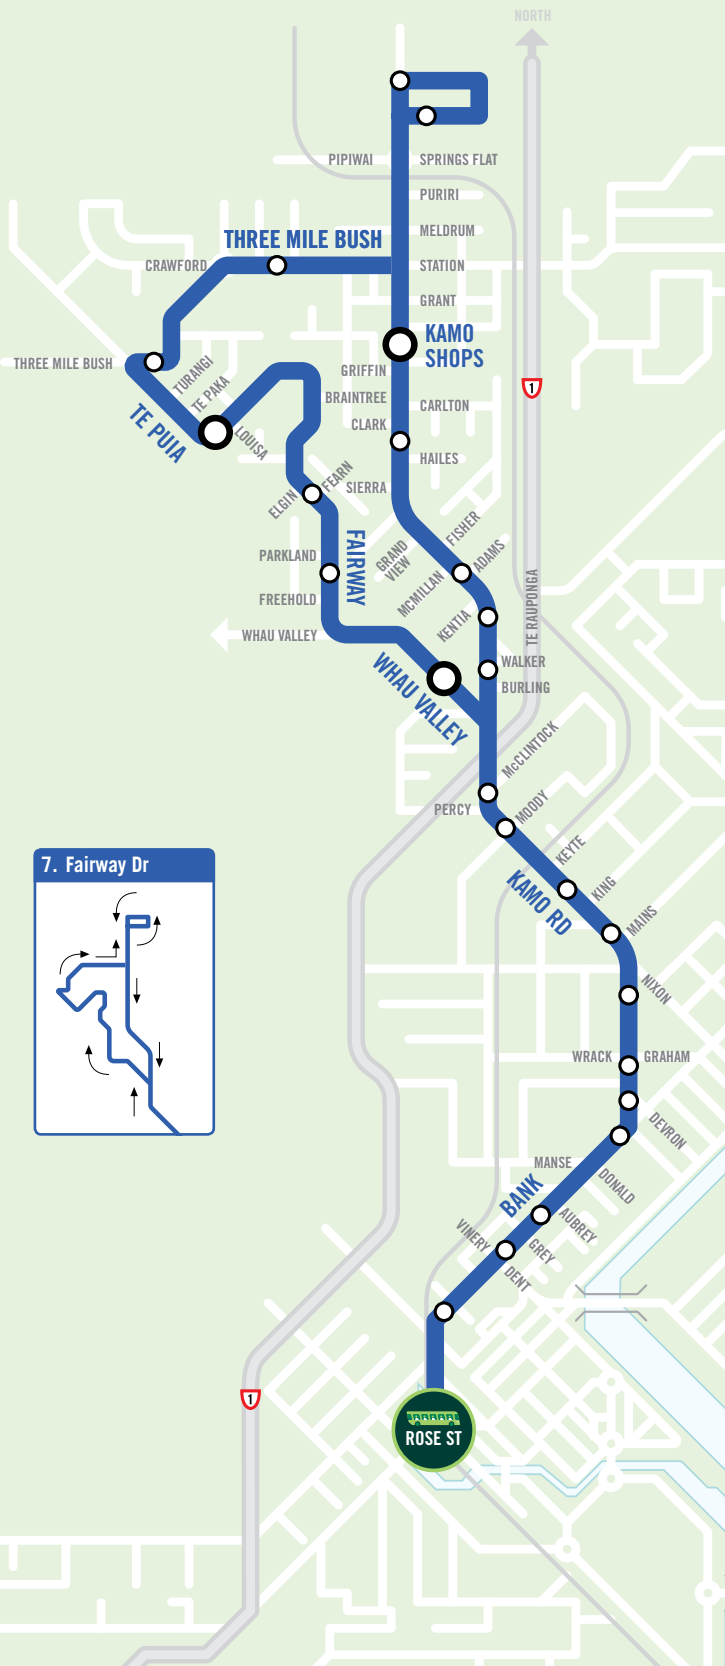 NORTH
PIPIWAI
SPRINGS FLAT
PURIRI
MELDRUM
THREE MILE BUSH
CRAWFORD
STATION
GRANT
KAMO
SHOPS
THREE MILE BUSH
TURANGI
TE PAKA
GRIFFIN
1
BRAINTREE
CARLTON
TE PUIA
LOUISA
CLARK
HAILES
ELGIN
FEARN
SIERRA
FISHER
PARKLAND
FAIRWAY
GRAND
VIEW
ADAMS
MCMILLAN
FREEHOLD
TE RAUPONGA
KENTIA
WHAU VALLEY
WALKER
WHAU VALLEY
BURLING
McCLINTOCK
PERCY
MOODY
KEYTE
7. Fairway Dr
KAMO RD
KING
MAINS
NIXON
WRACK
GRAHAM
DEVRON
MANSE
DONALD
BANK
AUBREY
VINERY
GREY
DENT
1
ROSE ST